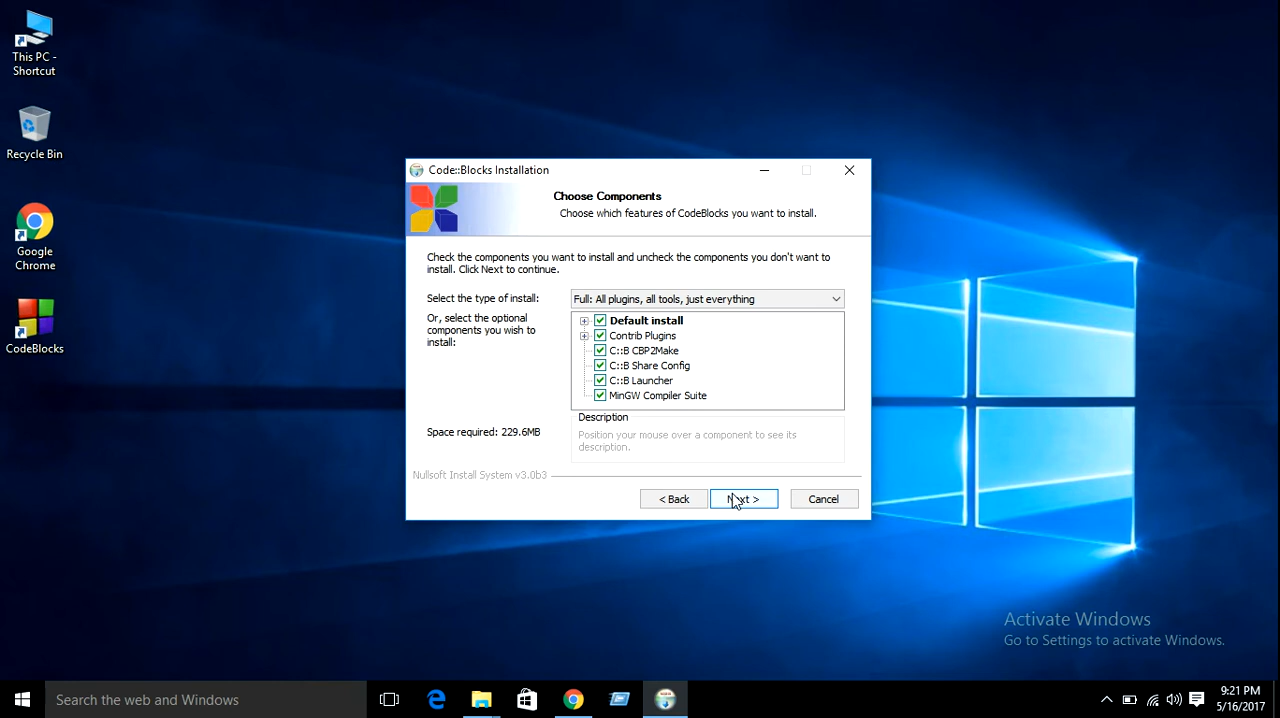 This PC -
Shortcut
Recycle Bin
Google
Chrome
CodeBlocks
Code::Blocks Installation
Choose Components
Choose which features of CodeBlocks you want to install.
Check the components you want to install and uncheck the components you don't want to
install. Click Next to continue.
Select the type of install:
Full: All plugins, all tools, just everything
Or, select the optional
components you wish to
install:
Default install
Contrib Plugins
C::B CBP2Make
C::B Share Config
C::B Launcher
MinGW Compiler Suite
Space required: 229.6MB
Description
Position your mouse over a component to see its
description.
Nullsoft Install System v3.0b3
< Back
Next >
Cancel
Activate Windows
Go to Settings to activate Windows.
Search the web and Windows
9:21 PM
5/16/2017